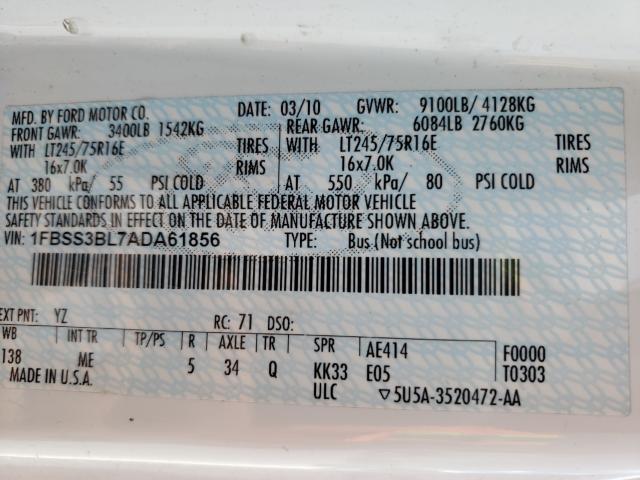 MFD. BY FORD MOTOR CO. DATE: 03/10 GVWR: 9100LB/ 4128KG
FRONT GAWR: 3400LB 1542KG REAR GAWR: 6084LB 2760KG
WITH LT245/75R16E TIRES WITH LT245/75R16E TIRES
16x7.0K RIMS 16x7.0K RIMS
AT 380 kPa/ 55 PSI COLD AT 550 kPa/ 80 PSI COLD
THIS VEHICLE CONFORMS TO ALL APPLICABLE FEDERAL MOTOR VEHICLE
SAFETY STANDARDS IN EFFECT ON THE DATE OF MANUFACTURE SHOWN ABOVE.
VIN: 1FBSS3BL7ADA61856 TYPE: Bus (Not school bus)
EXT PNT: YZ RC: 71 DSO:
WB INT TR TP/PS R AXLE TR SPR AE414 F0000
138 ME 5 34 Q KK33 E05 T0303
MADE IN U.S.A. ULC ▽5U5A-3520472-AA